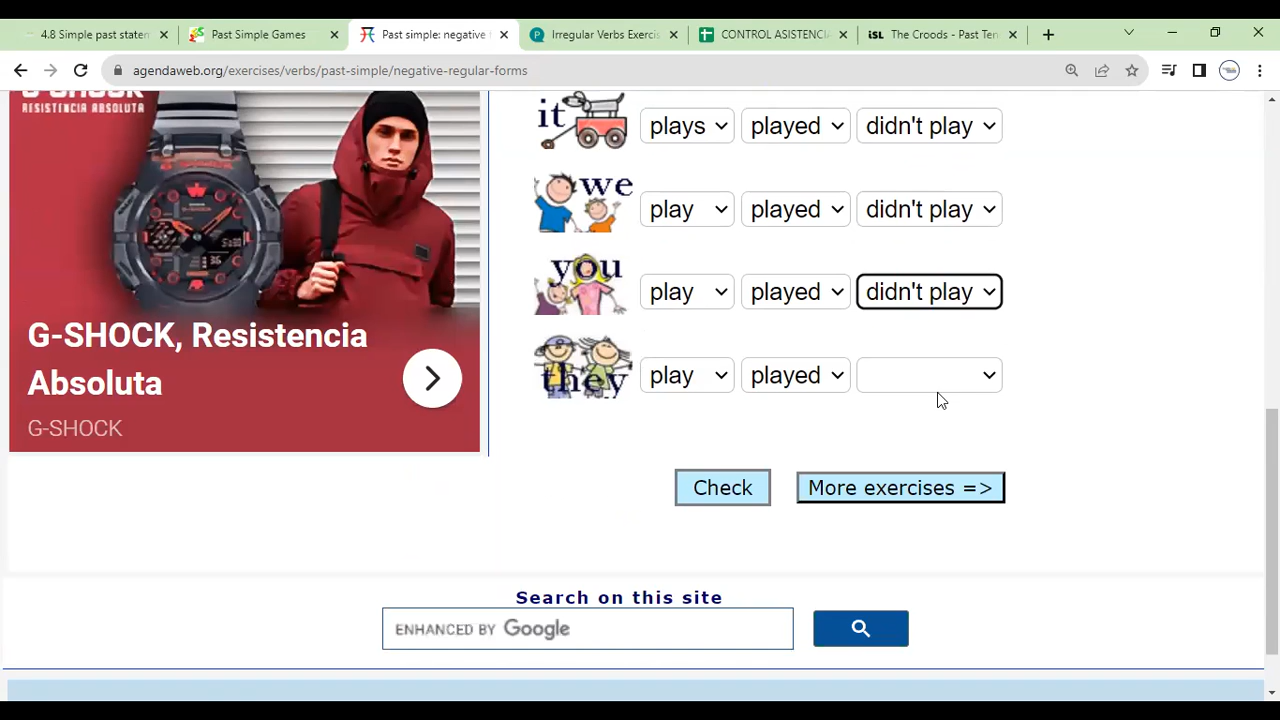 4.8 Simple past staten
Past Simple Games
Past simple: negative f
Irregular Verbs Exercis
CONTROL ASISTENCIA
iSL The Croods - Past Ten
agendaweb.org/exercises/verbs/past-simple/negative-regular-forms
G-SHOCK
RESISTENCIA ABSOLUTA
it plays played didn't play
we play played didn't play
you play played didn't play
they play played
G-SHOCK, Resistencia
Absoluta
G-SHOCK
Check More exercises =>
Search on this site
ENHANCED BY Google